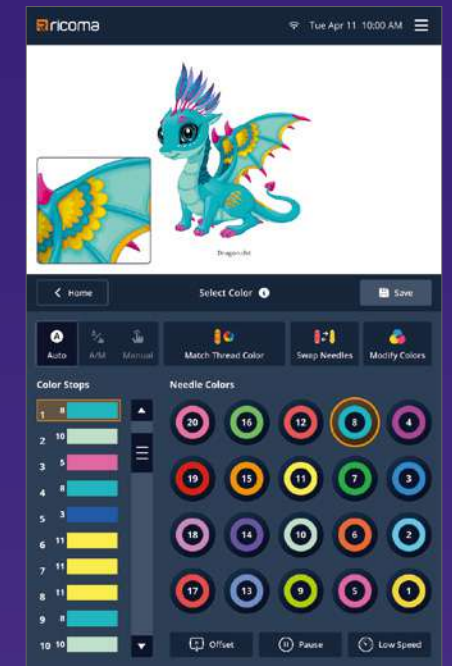 ricoma Tue Apr 11 10:00 AM
Dragon.dst
Home Select Color Save
A
Auto A/M Manual Match Thread Color Swap Needles Modify Colors
Color Stops Needle Colors
1 8
2 10
3 5
4 8
5 3
6 11
7 11
8 11
9 8
10 10
20 16 12 8 4
19 15 11 7 3
18 14 10 6 2
17 13 9 5 1
Offset Pause Low Speed